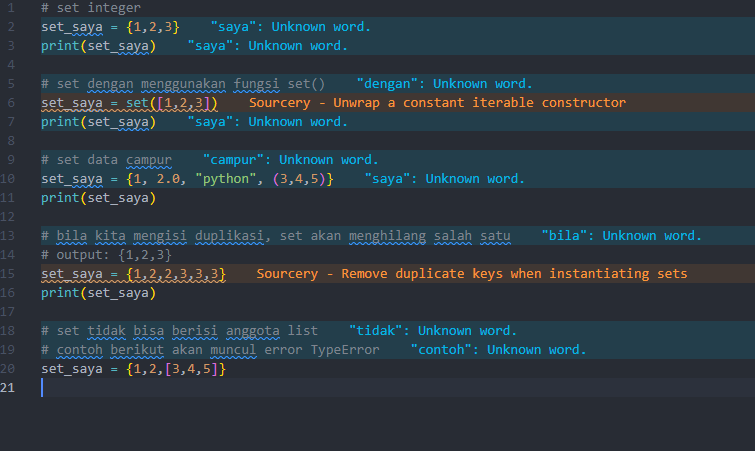 1 # set integer
2 set_saya = {1,2,3} "saya": Unknown word.
3 print(set_saya) "saya": Unknown word.
4
5 # set dengan menggunakan fungsi set() "dengan": Unknown word.
6 set_saya = set([1,2,3]) Sourcery - Unwrap a constant iterable constructor
7 print(set_saya) "saya": Unknown word.
8
9 # set data campur "campur": Unknown word.
10 set_saya = {1, 2.0, "python", (3,4,5)} "saya": Unknown word.
11 print(set_saya)
12
13 # bila kita mengisi duplikasi, set akan menghilang salah satu "bila": Unknown word.
14 # output: {1,2,3}
15 set_saya = {1,2,2,3,3,3} Sourcery - Remove duplicate keys when instantiating sets
16 print(set_saya)
17
18 # set tidak bisa berisi anggota list "tidak": Unknown word.
19 # contoh berikut akan muncul error TypeError "contoh": Unknown word.
20 set_saya = {1,2,[3,4,5]}
21